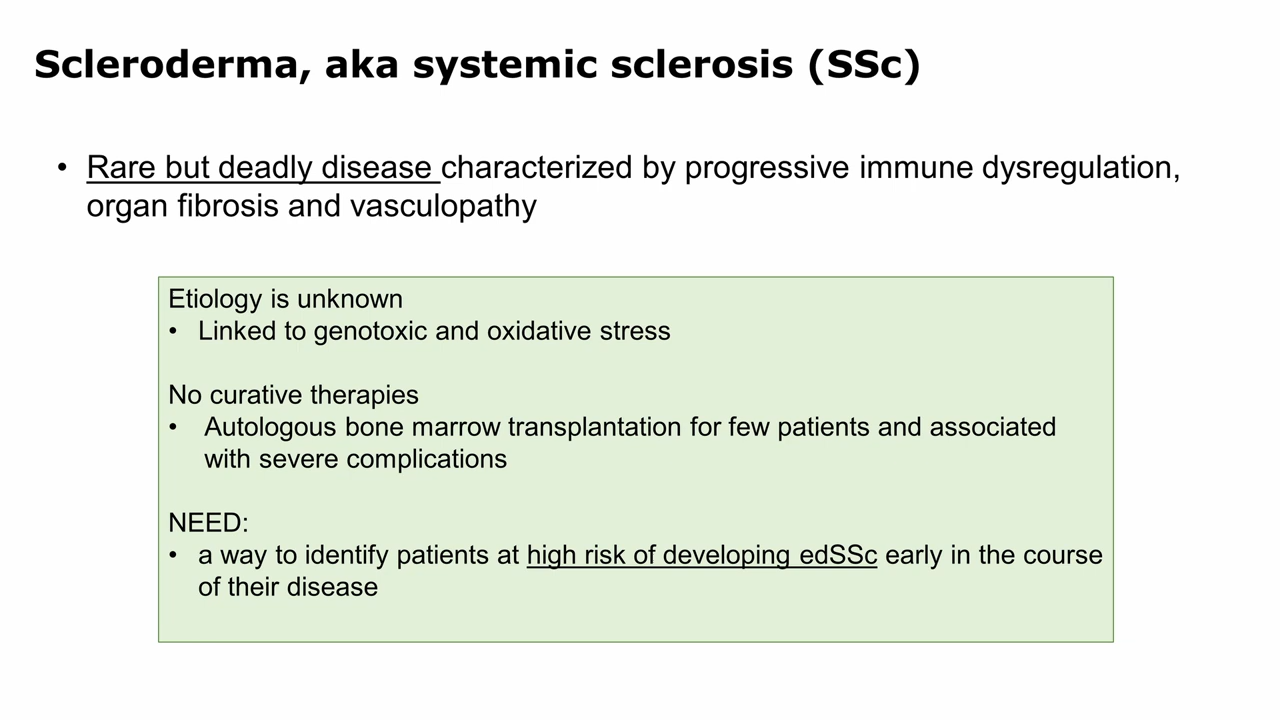 Scleroderma, aka systemic sclerosis (SSc)
• Rare but deadly disease characterized by progressive immune dysregulation,
organ fibrosis and vasculopathy
Etiology is unknown
• Linked to genotoxic and oxidative stress
No curative therapies
• Autologous bone marrow transplantation for few patients and associated
with severe complications
NEED:
• a way to identify patients at high risk of developing edSSc early in the course
of their disease